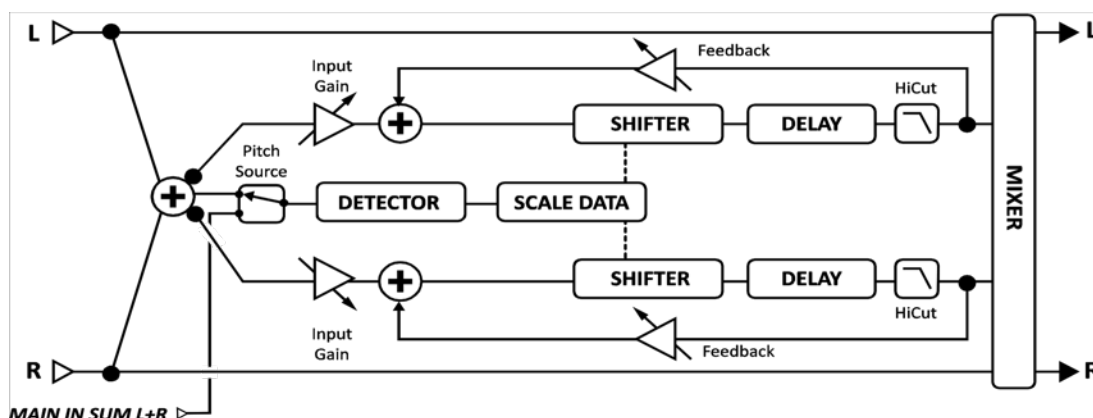 L
L
Feedback
Input
Gain
HiCut
+
SHIFTER
DELAY
Pitch
Source
+
DETECTOR
SCALE DATA
MIXER
+
SHIFTER
DELAY
HiCut
Input
Gain
Feedback
R
R
MAIN IN SUM L+R